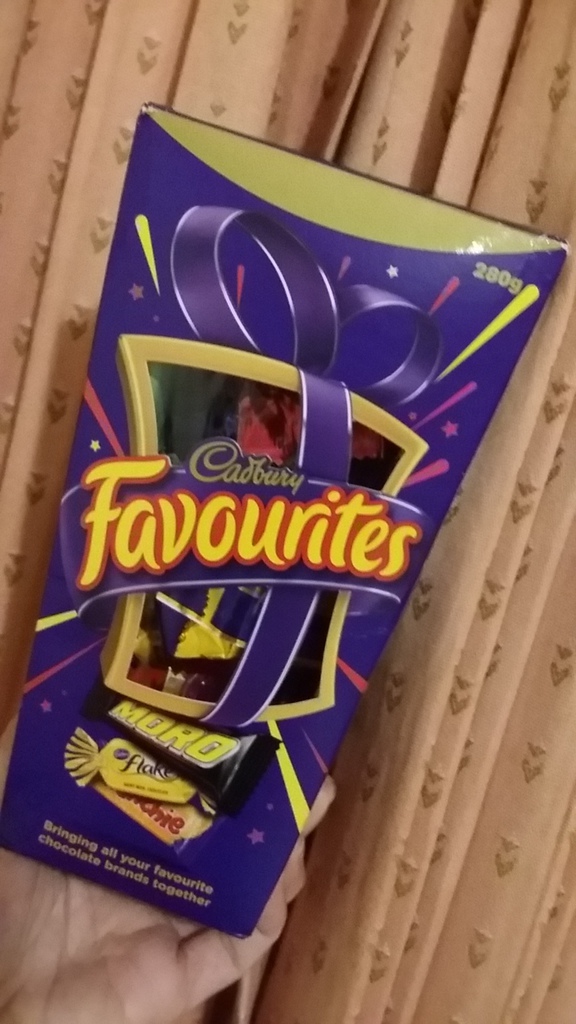 280g
Cadbury
Favourites
MORO
Flake
Bringing all your favourite
chocolate brands together